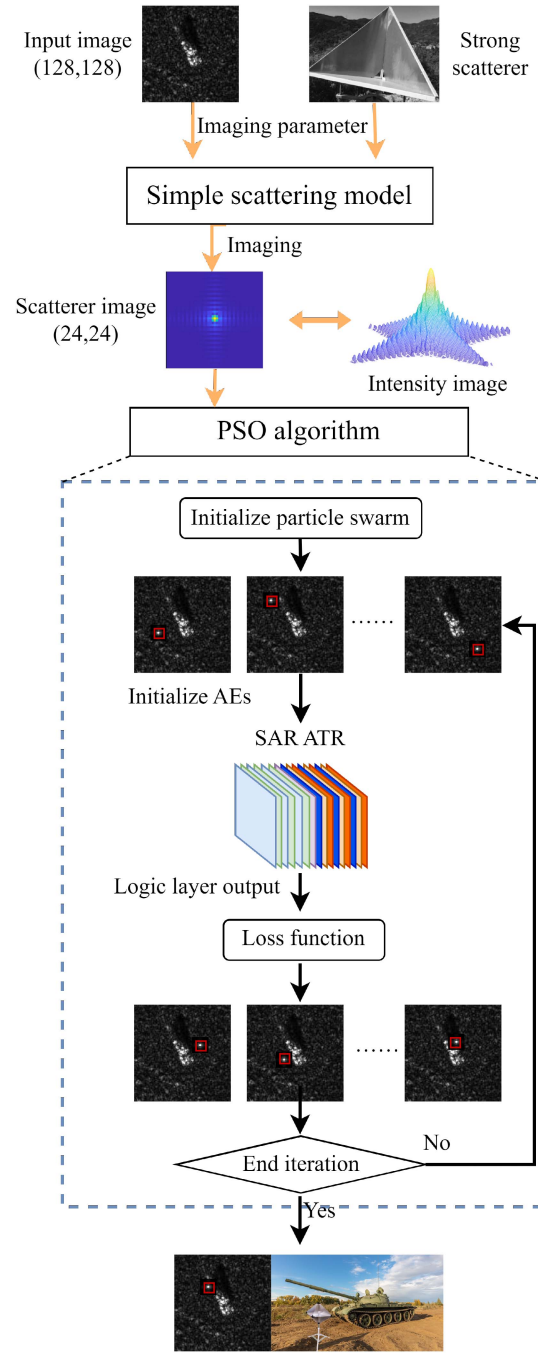 Input image
(128,128)
Strong
scatterer
Imaging parameter
Simple scattering model
Imaging
Scatterer image
(24,24)
Intensity image
PSO algorithm
Initialize particle swarm
......
Initialize AEs
SAR ATR
Logic layer output
Loss function
......
No
End iteration
Yes